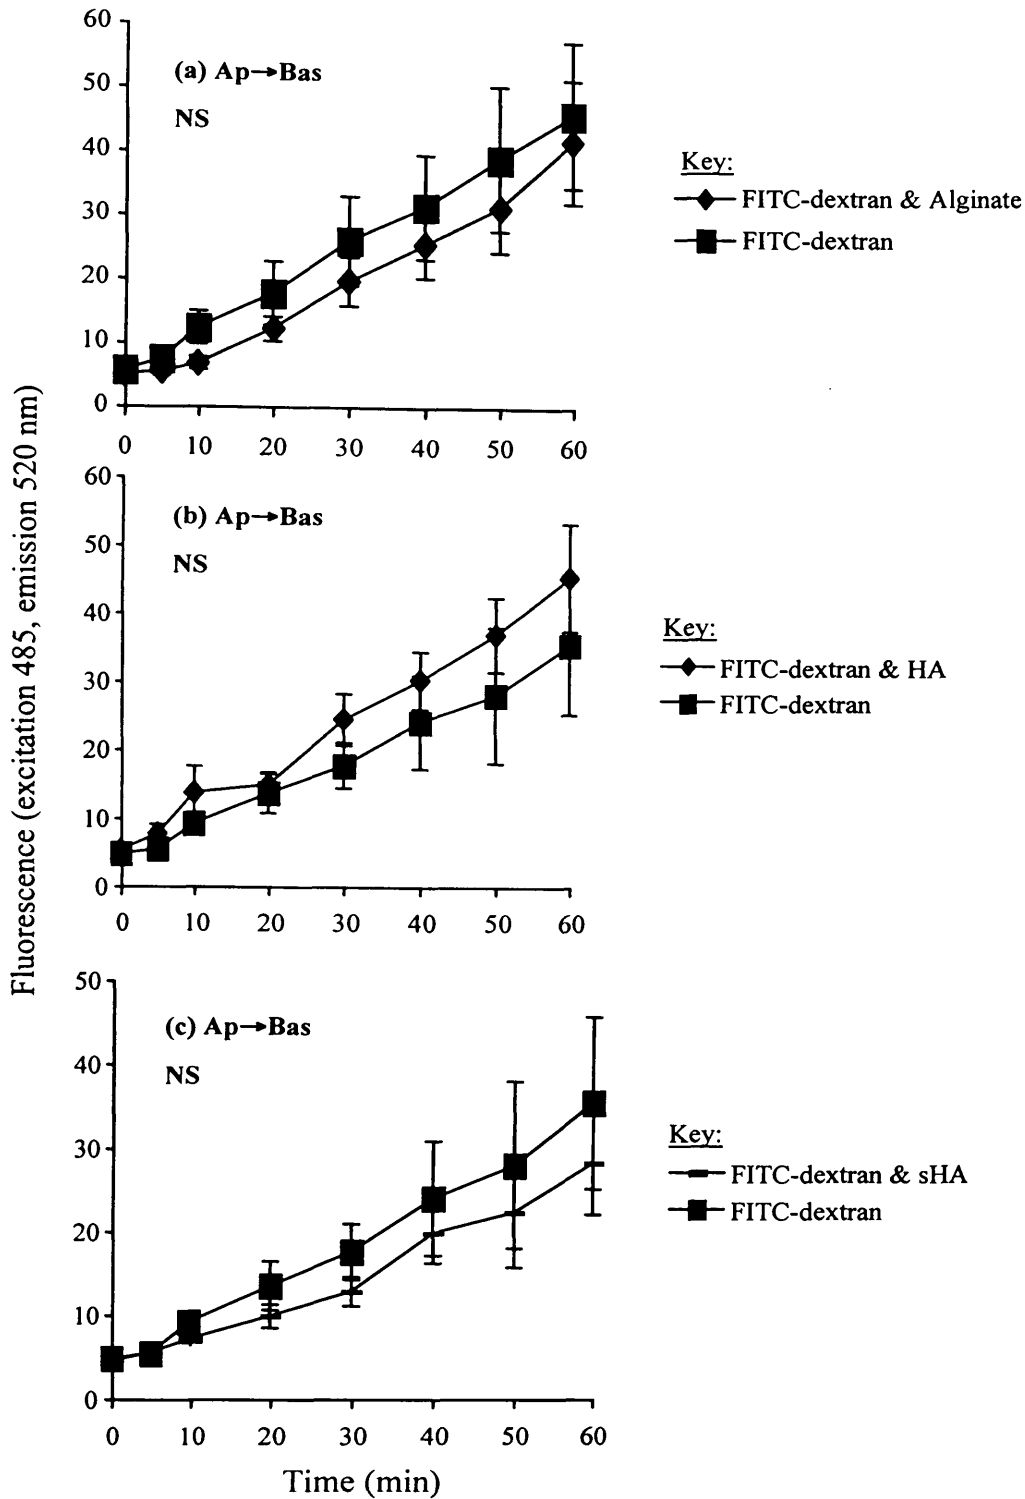 Fluorescence (excitation 485, emission 520 nm)
60
50
40
30
20
10
0
(a) Ap→Bas
NS
0 10 20 30 40 50 60
Key:
FITC-dextran & Alginate
FITC-dextran
60
50
40
30
20
10
0
(b) Ap→Bas
NS
0 10 20 30 40 50 60
Key:
FITC-dextran & HA
FITC-dextran
50
40
30
20
10
0
(c) Ap→Bas
NS
0 10 20 30 40 50 60
Key:
FITC-dextran & sHA
FITC-dextran
Time (min)